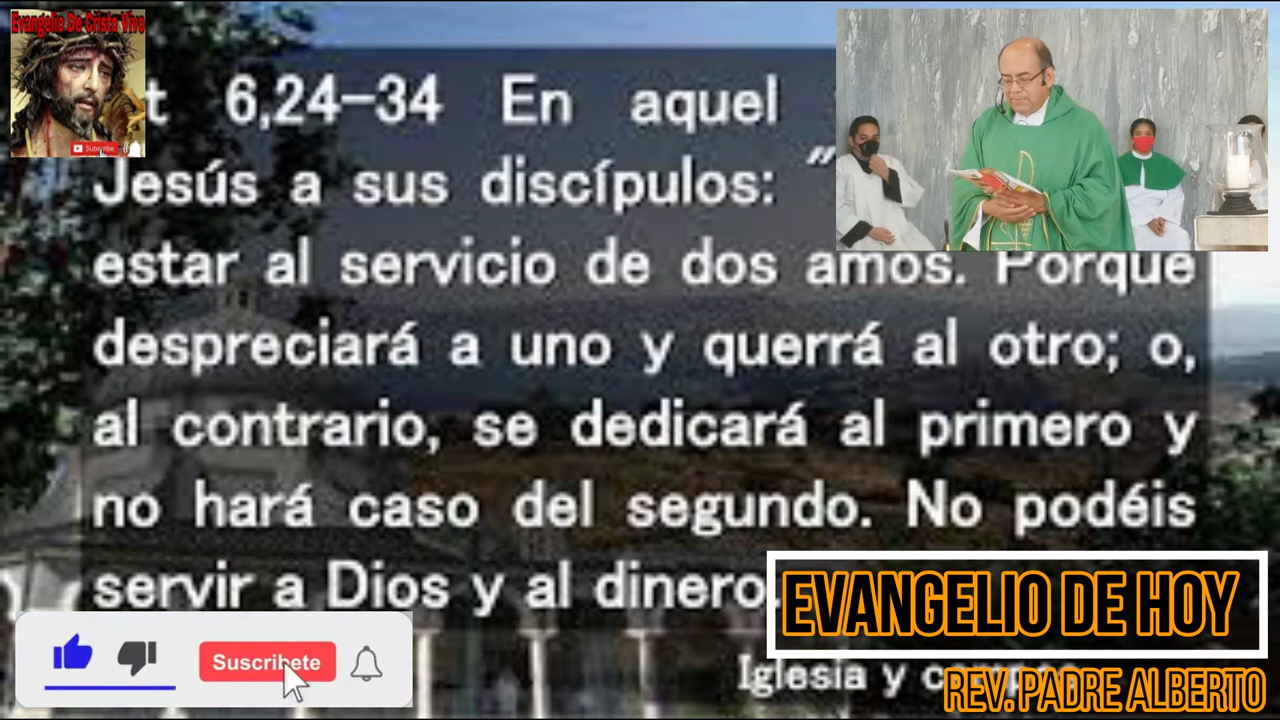 Evangelio De Cristo Vivo
Subscribe
t 6,24-34 En aquel
Jesús a sus discípulos: "
estar al servicio de dos amos. Porque
despreciará a uno y querrá al otro; o,
al contrario, se dedicará al primero y
no hará caso del segundo. No podéis
servir a Dios y al dinero.
EVANGELIO DE HOY
Suscribete
Iglesia y
REV. PADRE ALBERTO